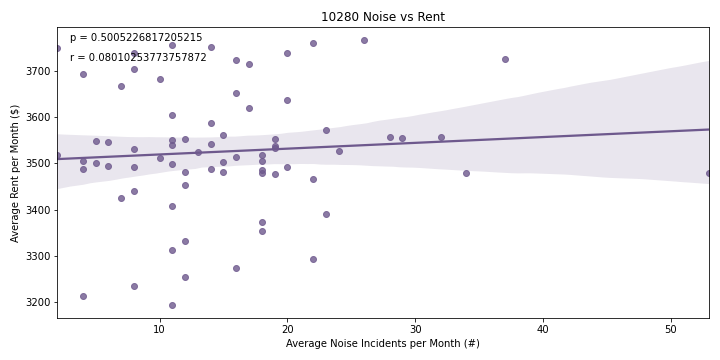 10280 Noise vs Rent
p = 0.5005226817205215
r = 0.08010253773757872
3700
3600
3500
3400
3300
3200
Average Rent per Month ($)
10
20
30
40
50
Average Noise Incidents per Month (#)